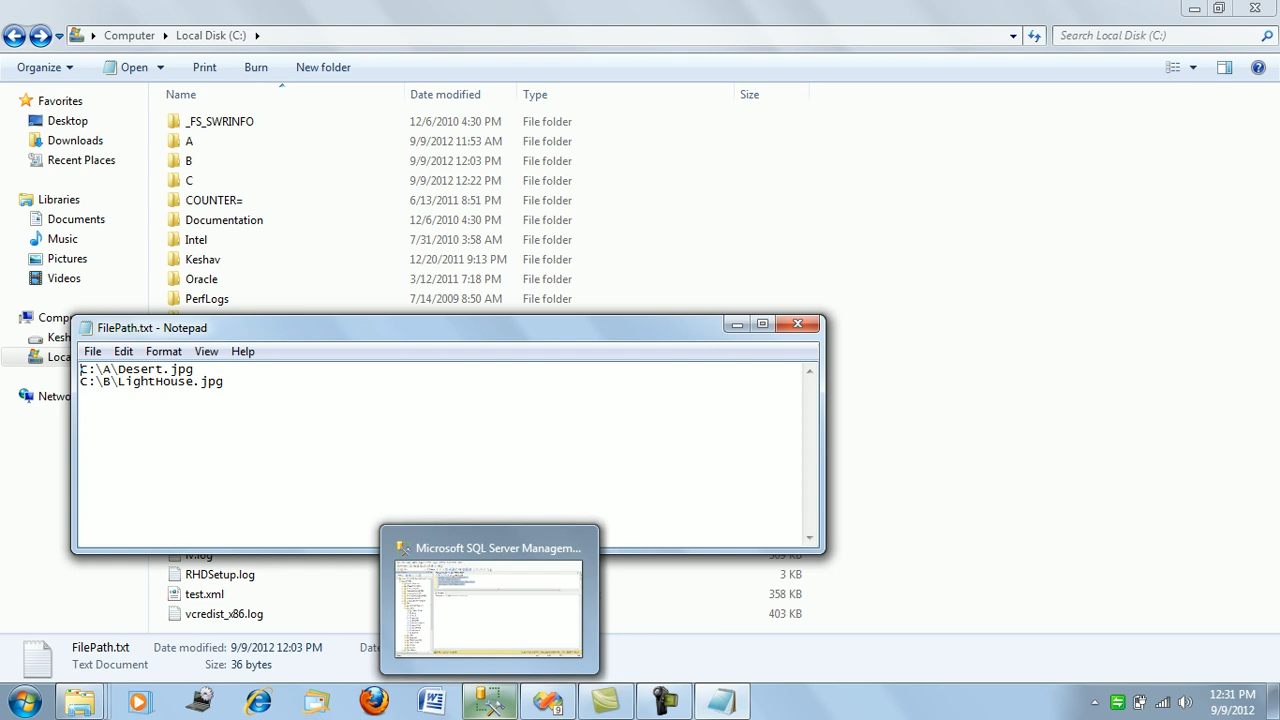 Computer
Local Disk (C:)
Search Local Disk (C:)
Organize
Open
Print
Burn
New folder
Name
Date modified
Type
Size
Favorites
Desktop
Downloads
Recent Places
Libraries
Documents
Music
Pictures
Videos
Comp
Kesh
Loca
Netwo
_FS_SWRINFO 12/6/2010 4:30 PM File folder
A 9/9/2012 11:53 AM File folder
B 9/9/2012 12:03 PM File folder
C 9/9/2012 12:22 PM File folder
COUNTER= 6/13/2011 8:51 PM File folder
Documentation 12/6/2010 4:30 PM File folder
Intel 7/31/2010 3:58 AM File folder
Keshav 12/20/2011 9:13 PM File folder
Oracle 3/12/2011 7:18 PM File folder
PerfLogs 7/14/2009 8:50 AM File folder
FilePath.txt - Notepad
File Edit Format View Help
C:\A\Desert.jpg
C:\B\LightHouse.jpg
Microsoft SQL Server Managem...
RHDSetup.log 3 KB
test.xml 358 KB
vcredist_x86.log 403 KB
FilePath.txt Date modified: 9/9/2012 12:03 PM Da
Text Document Size: 36 bytes
12:31 PM
9/9/2012